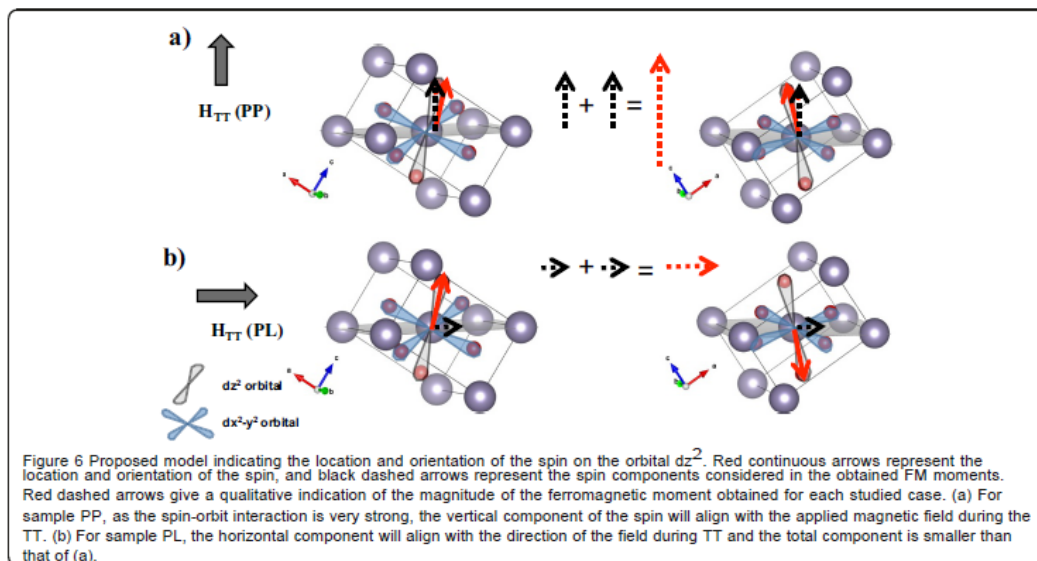 a)
H_TT (PP)
+ =
b)
H_TT (PL)
+ =
a c b
b c a
a c b
b c a
dz² orbital
dx²-y² orbital
Figure 6 Proposed model indicating the location and orientation of the spin on the orbital dz². Red continuous arrows represent the
location and orientation of the spin, and black dashed arrows represent the spin components considered in the obtained FM moments.
Red dashed arrows give a qualitative indication of the magnitude of the ferromagnetic moment obtained for each studied case. (a) For
sample PP, as the spin-orbit interaction is very strong, the vertical component of the spin will align with the applied magnetic field during the
TT. (b) For sample PL, the horizontal component will align with the direction of the field during TT and the total component is smaller than
that of (a).